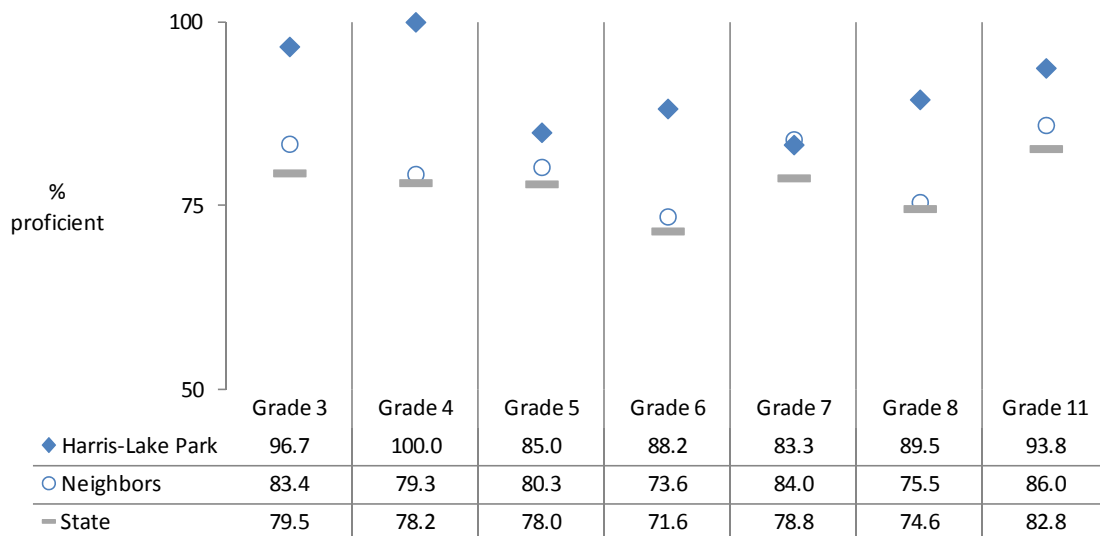 100
75
%
proficient
50
Grade 3 Grade 4 Grade 5 Grade 6 Grade 7 Grade 8 Grade 11
Harris-Lake Park 96.7 100.0 85.0 88.2 83.3 89.5 93.8
Neighbors 83.4 79.3 80.3 73.6 84.0 75.5 86.0
State 79.5 78.2 78.0 71.6 78.8 74.6 82.8